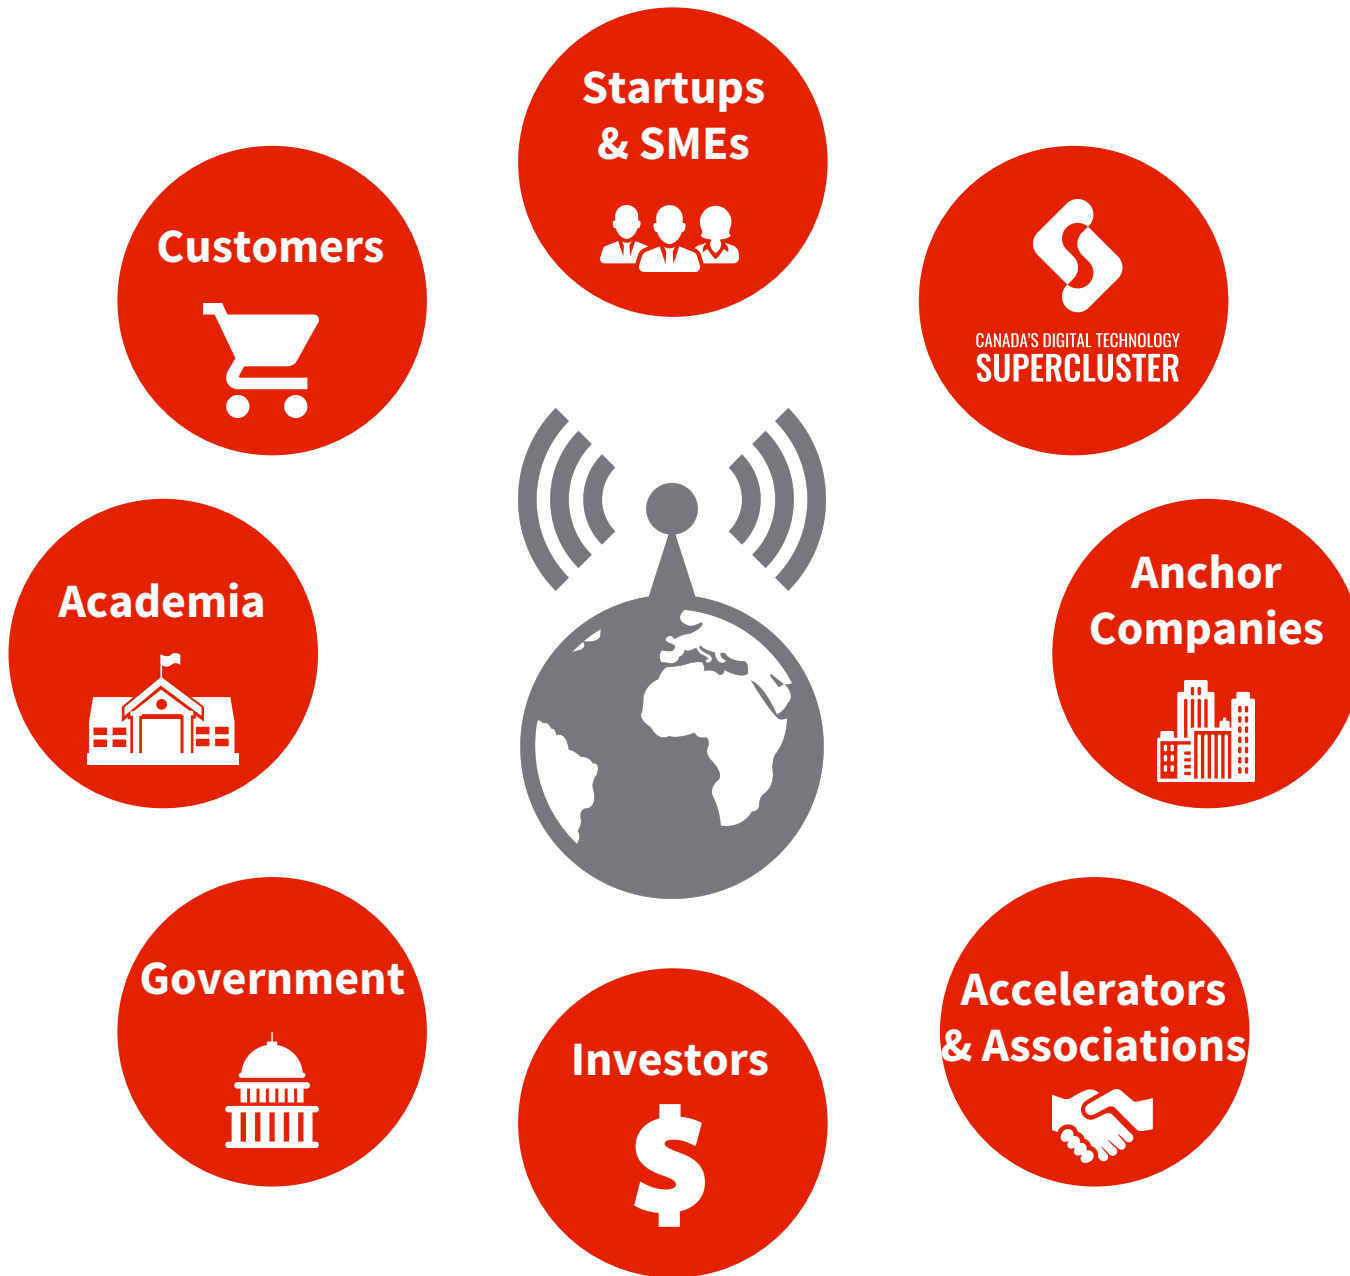 Startups
& SMEs
Customers
CANADA'S DIGITAL TECHNOLOGY
SUPERCLUSTER
Academia
Anchor
Companies
Government
Accelerators
& Associations
Investors
$